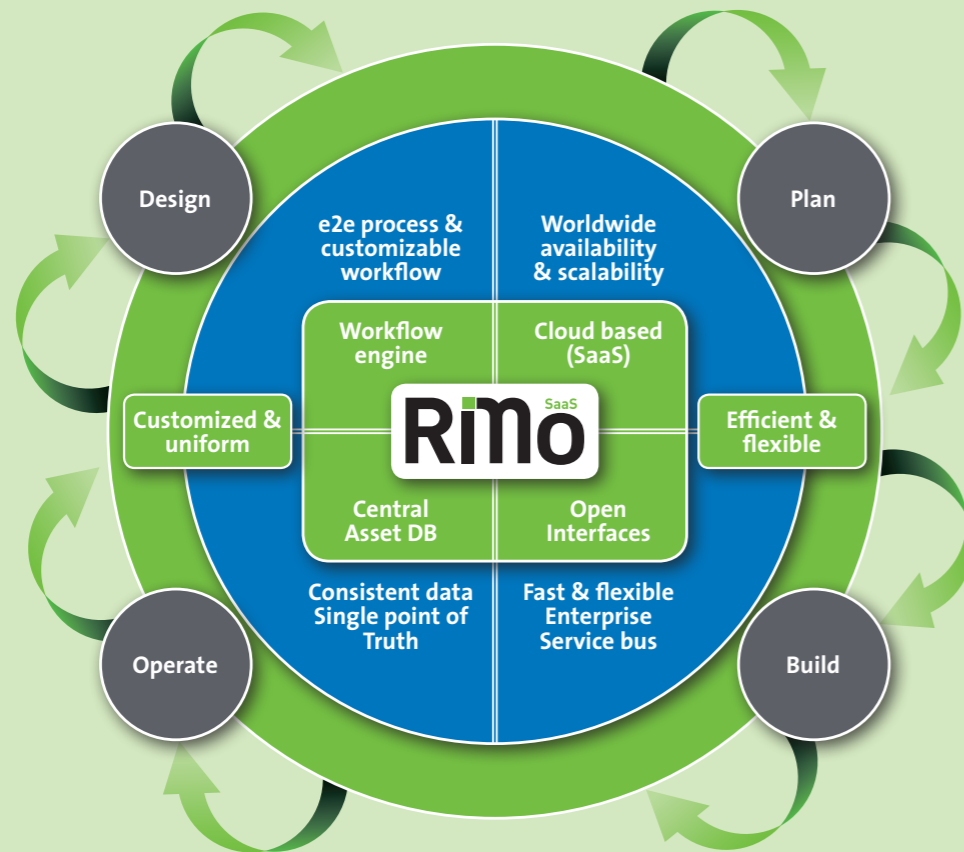 Design
Plan
e2e process &
customizable
workflow
Worldwide
availability
& scalability
Workflow
engine
Cloud based
(SaaS)
Customized &
uniform
SaaS
RiMo
Efficient &
flexible
Central
Asset DB
Open
Interfaces
Consistent data
Single point of
Truth
Fast & flexible
Enterprise
Service bus
Operate
Build